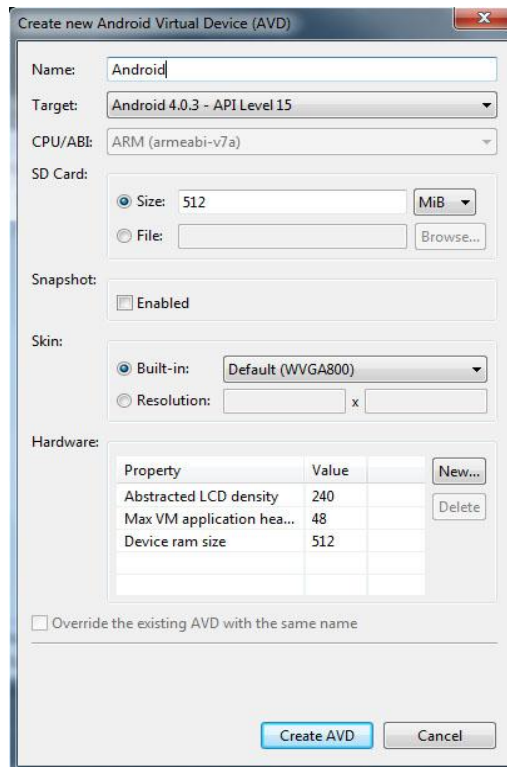 Create new Android Virtual Device (AVD)
x
Name: Android
Target: Android 4.0.3 - API Level 15
CPU/ABI: ARM (armeabi-v7a)
SD Card:
Size: 512 MiB
File: Browse...
Snapshot:
Enabled
Skin:
Built-in: Default (WVGA800)
Resolution: x
Hardware:
Property Value New...
Abstracted LCD density 240 Delete
Max VM application hea... 48
Device ram size 512
Override the existing AVD with the same name
Create AVD Cancel